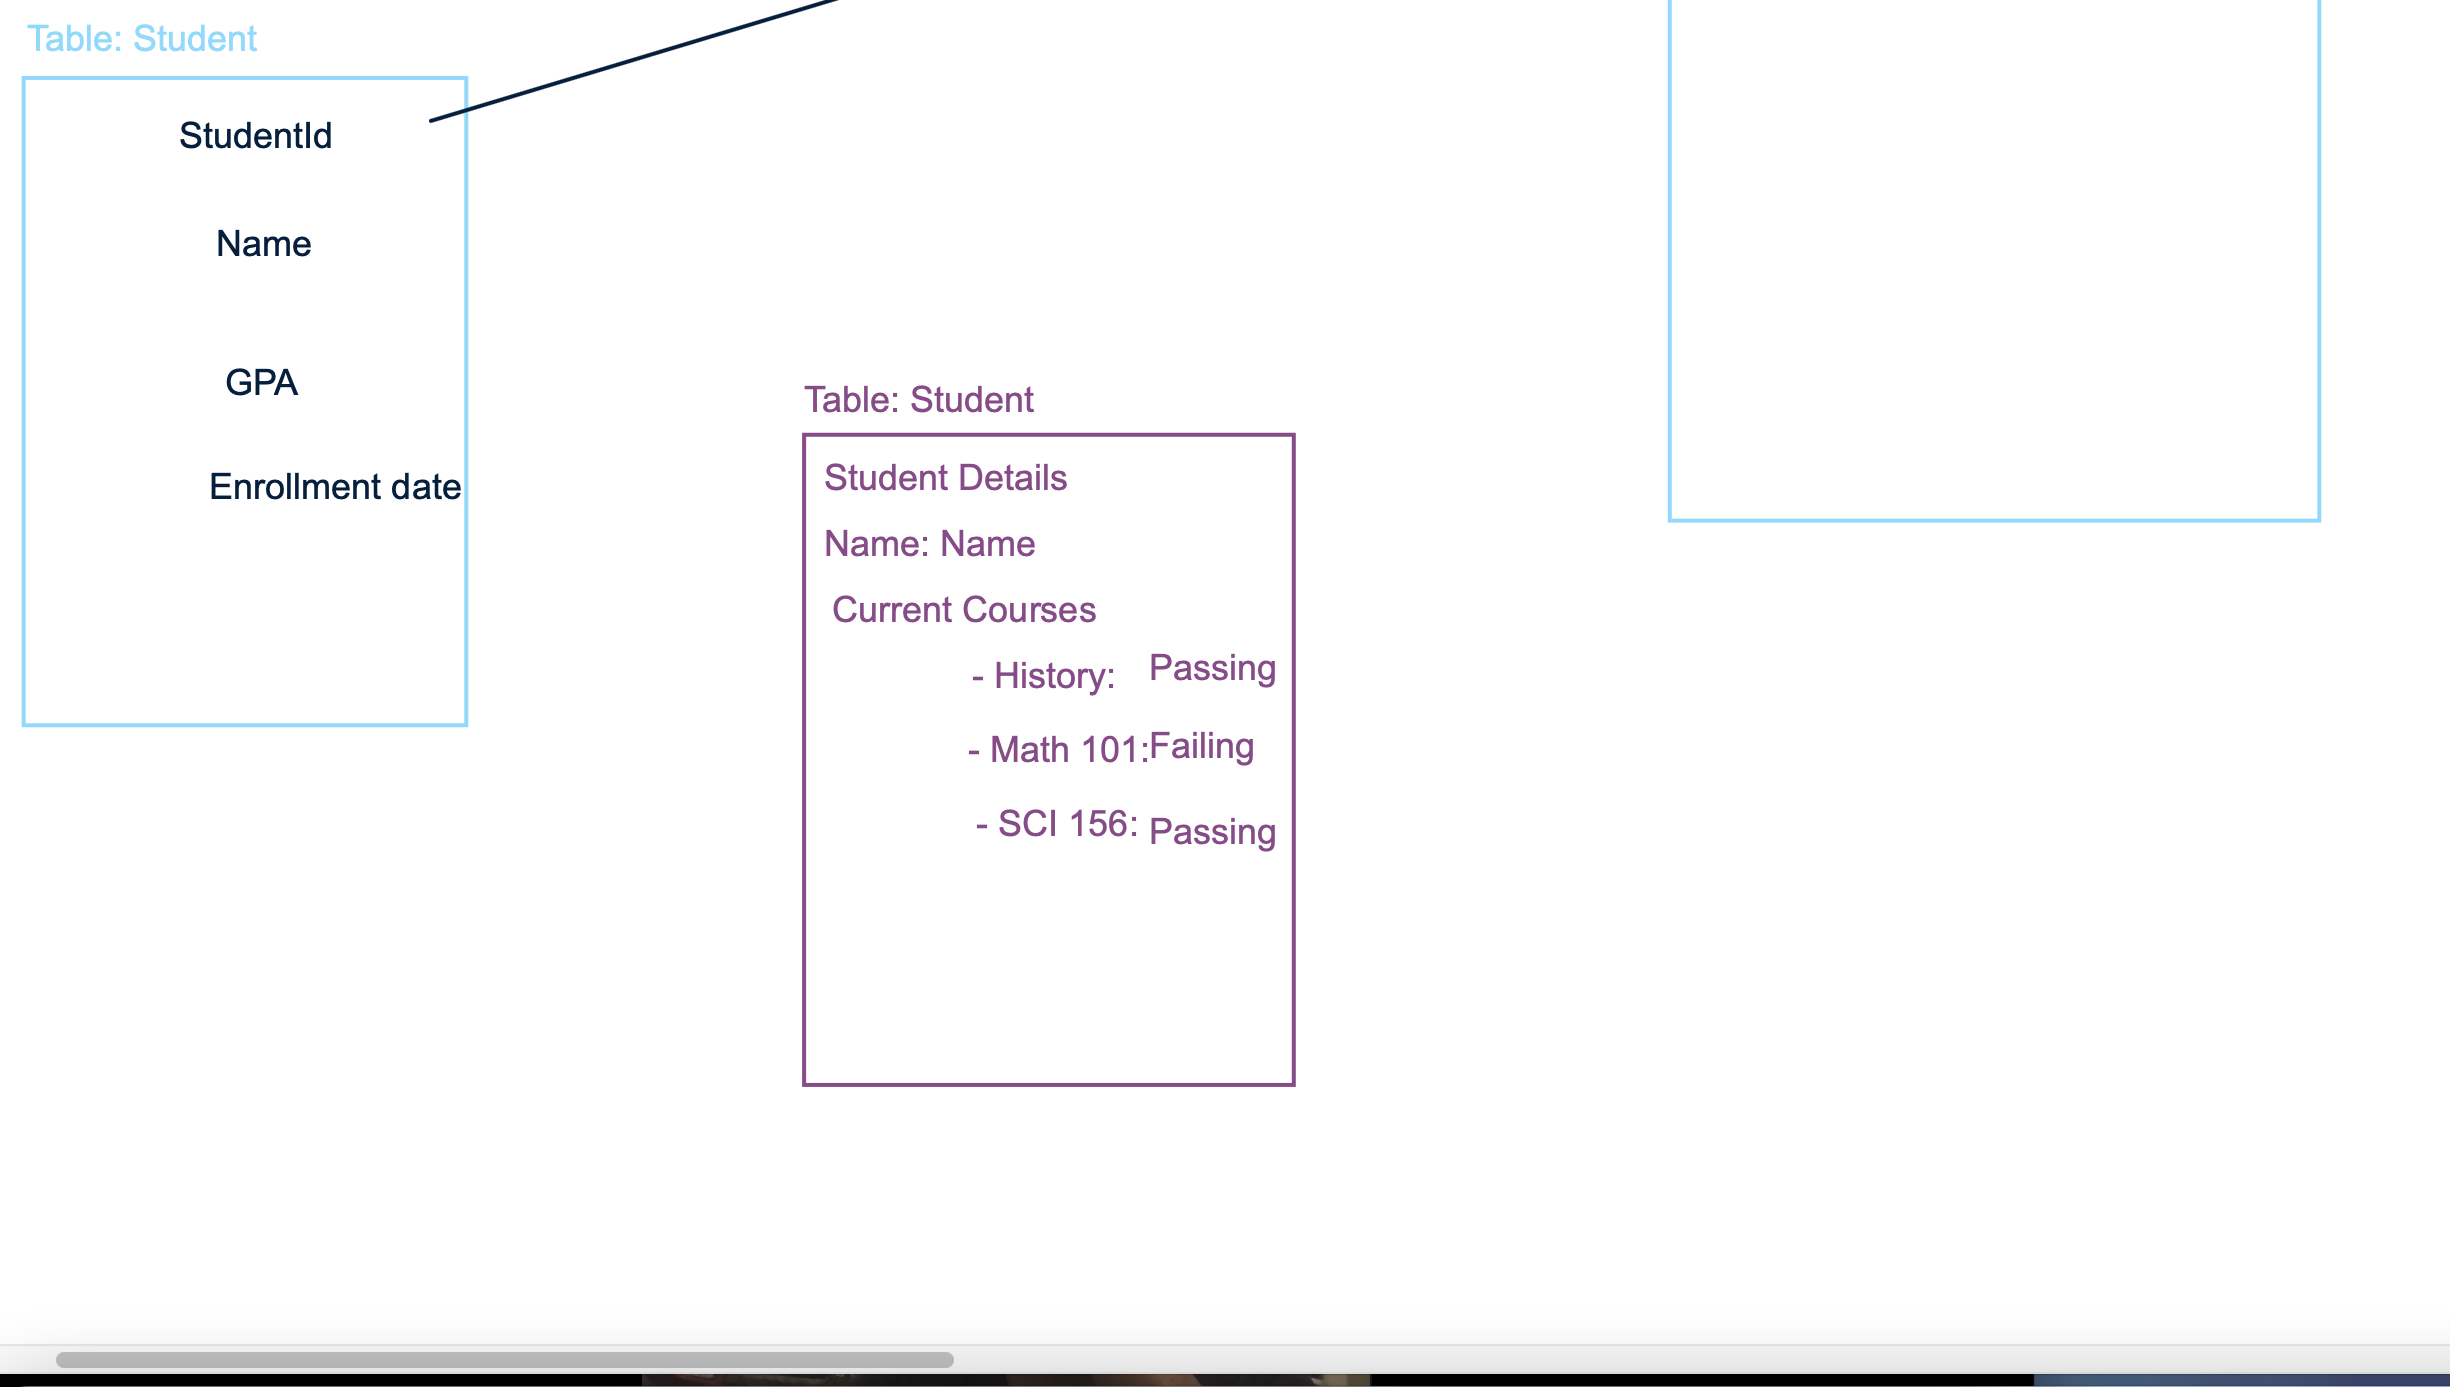 Table: Student
StudentId
Name
GPA
Enrollment date
Table: Student
Student Details
Name: Name
Current Courses
- History: Passing
- Math 101:Failing
- SCI 156: Passing